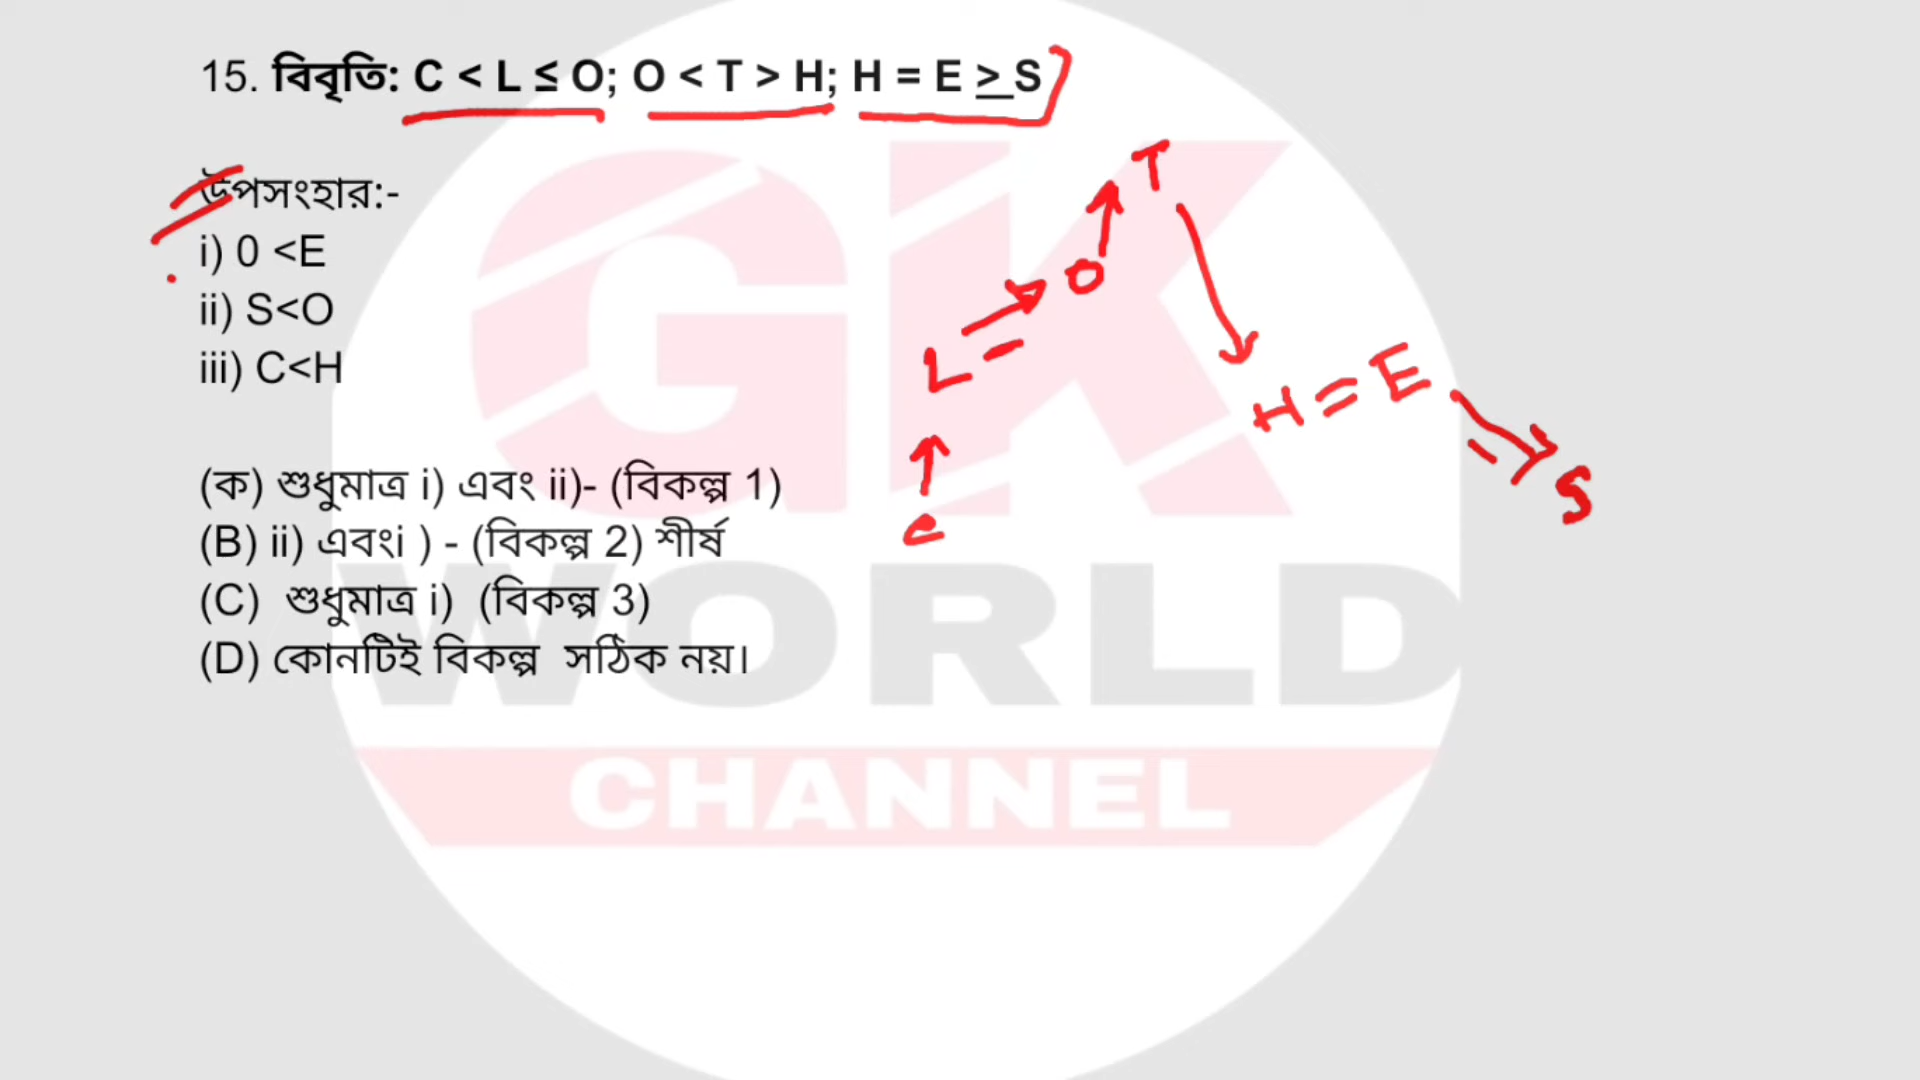 15. বিবৃতি: C < L ≤ O; O < T > H; H = E > S
উপসংহার:-
i) 0 <E
ii) S<O
iii) C<H
(ক) শুধুমাত্র i) এবং ii)- (বিকল্প 1)
(B) ii) এবংi ) - (বিকল্প 2) শীর্ষ
(C) শুধুমাত্র i) (বিকল্প 3)
(D) কোনটিই বিকল্প সঠিক নয়।
T
O
L
H = E
S
C
GK
WORLD
CHANNEL